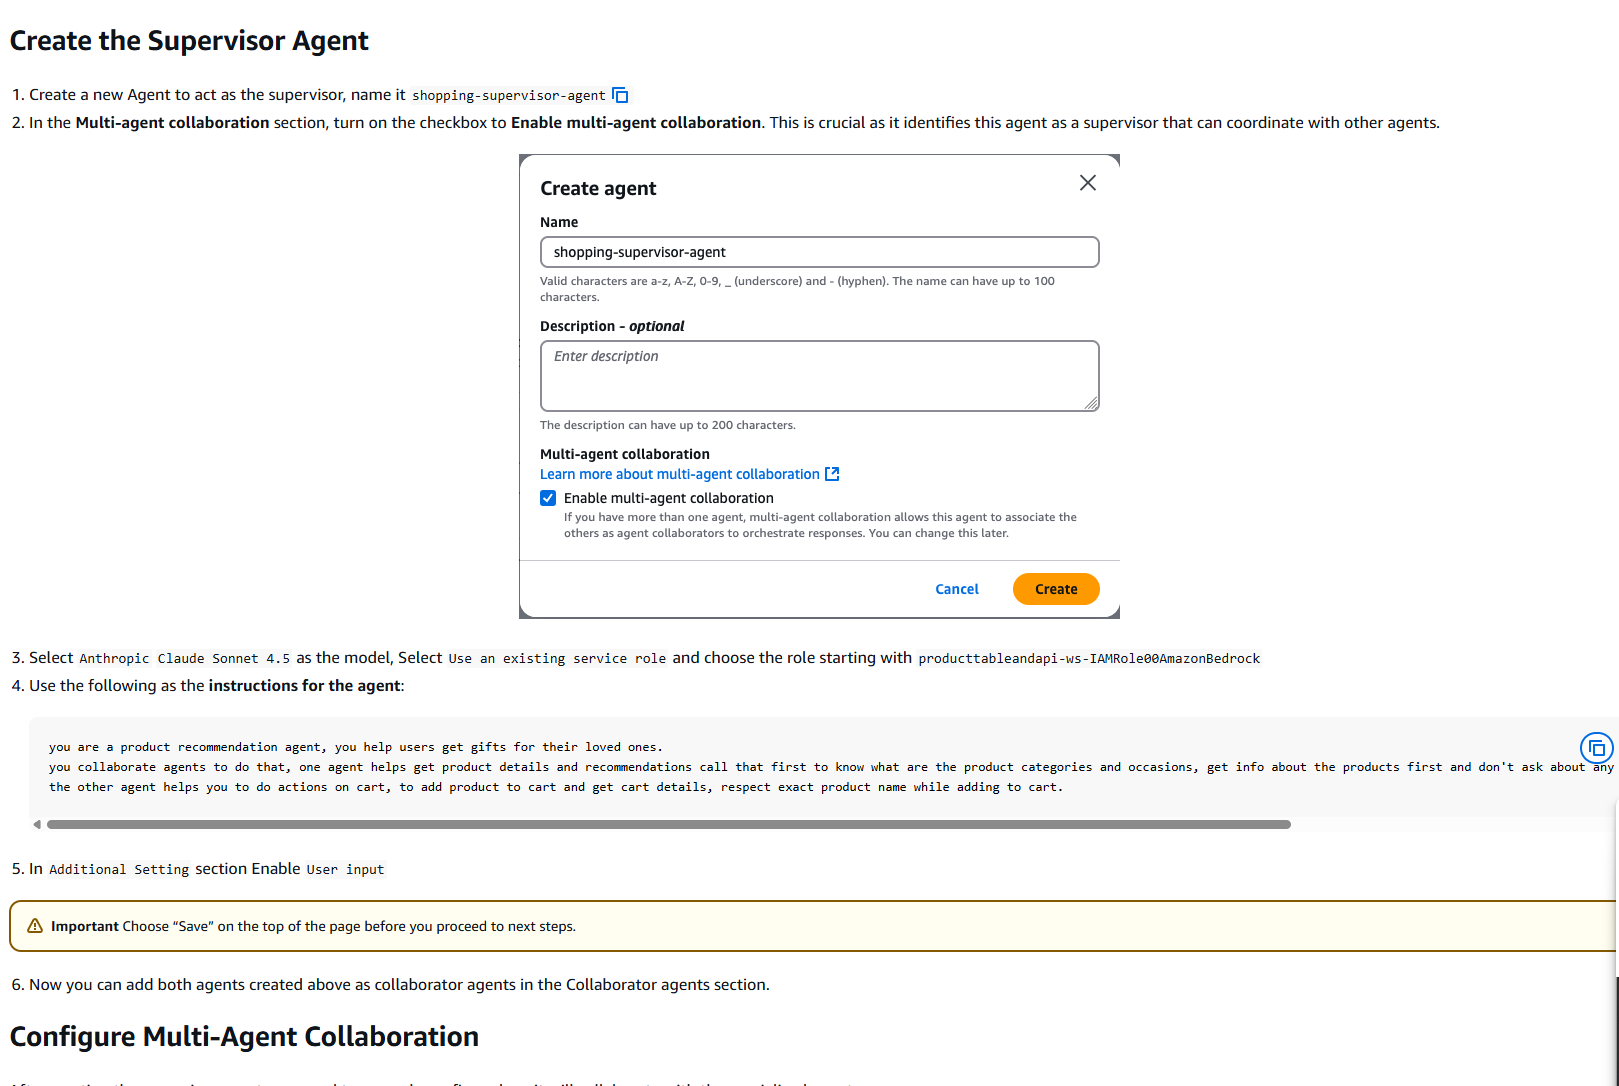 Create the Supervisor Agent
1. Create a new Agent to act as the supervisor, name it shopping-supervisor-agent
2. In the Multi-agent collaboration section, turn on the checkbox to Enable multi-agent collaboration. This is crucial as it identifies this agent as a supervisor that can coordinate with other agents.
Create agent
Name
shopping-supervisor-agent
Valid characters are a-z, A-Z, 0-9, _ (underscore) and - (hyphen). The name can have up to 100
characters.
Description - optional
Enter description
The description can have up to 200 characters.
Multi-agent collaboration
Learn more about multi-agent collaboration
Enable multi-agent collaboration
If you have more than one agent, multi-agent collaboration allows this agent to associate the
others as agent collaborators to orchestrate responses. You can change this later.
Cancel
Create
3. Select Anthropic Claude Sonnet 4.5 as the model, Select Use an existing service role and choose the role starting with producttableandapi-ws-IAMRole00AmazonBedrock
4. Use the following as the instructions for the agent:
you are a product recommendation agent, you help users get gifts for their loved ones.
you collaborate agents to do that, one agent helps get product details and recommendations call that first to know what are the product categories and occasions, get info about the products first and don't ask about any
the other agent helps you to do actions on cart, to add product to cart and get cart details, respect exact product name while adding to cart.
5. In Additional Setting section Enable User input
Important Choose “Save” on the top of the page before you proceed to next steps.
6. Now you can add both agents created above as collaborator agents in the Collaborator agents section.
Configure Multi-Agent Collaboration